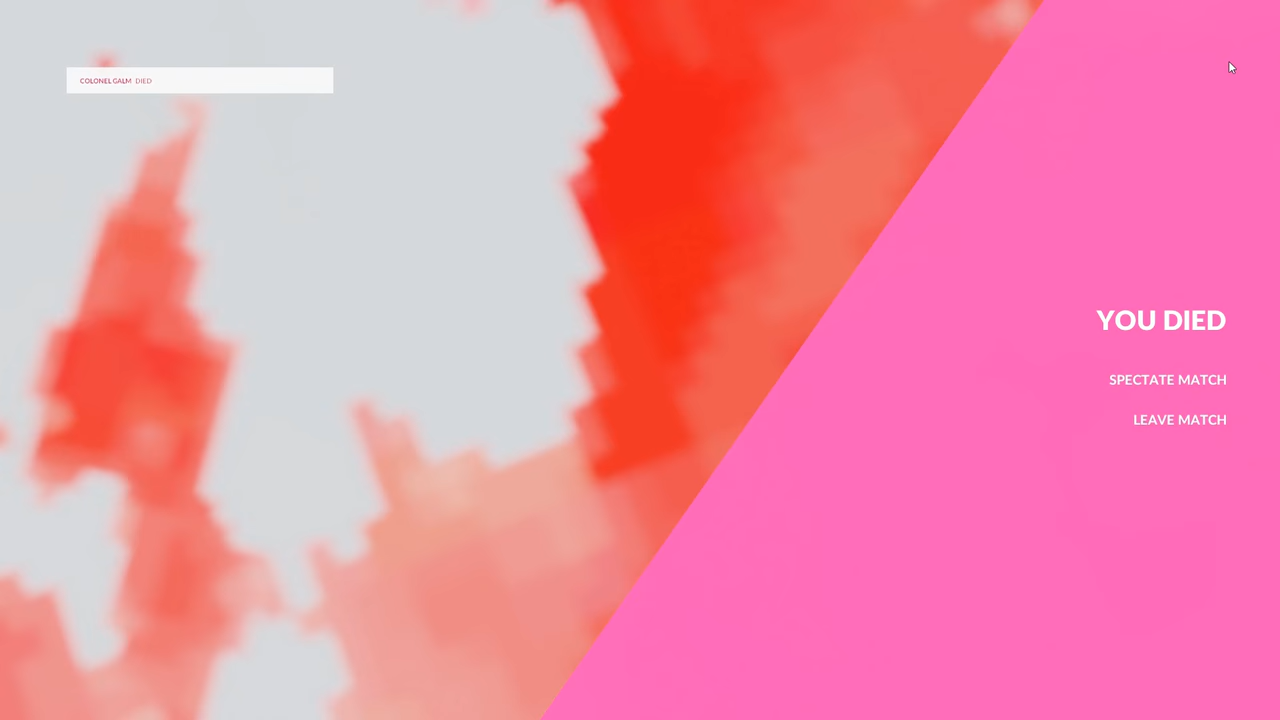 COLONEL GALM DIED
YOU DIED
SPECTATE MATCH
LEAVE MATCH